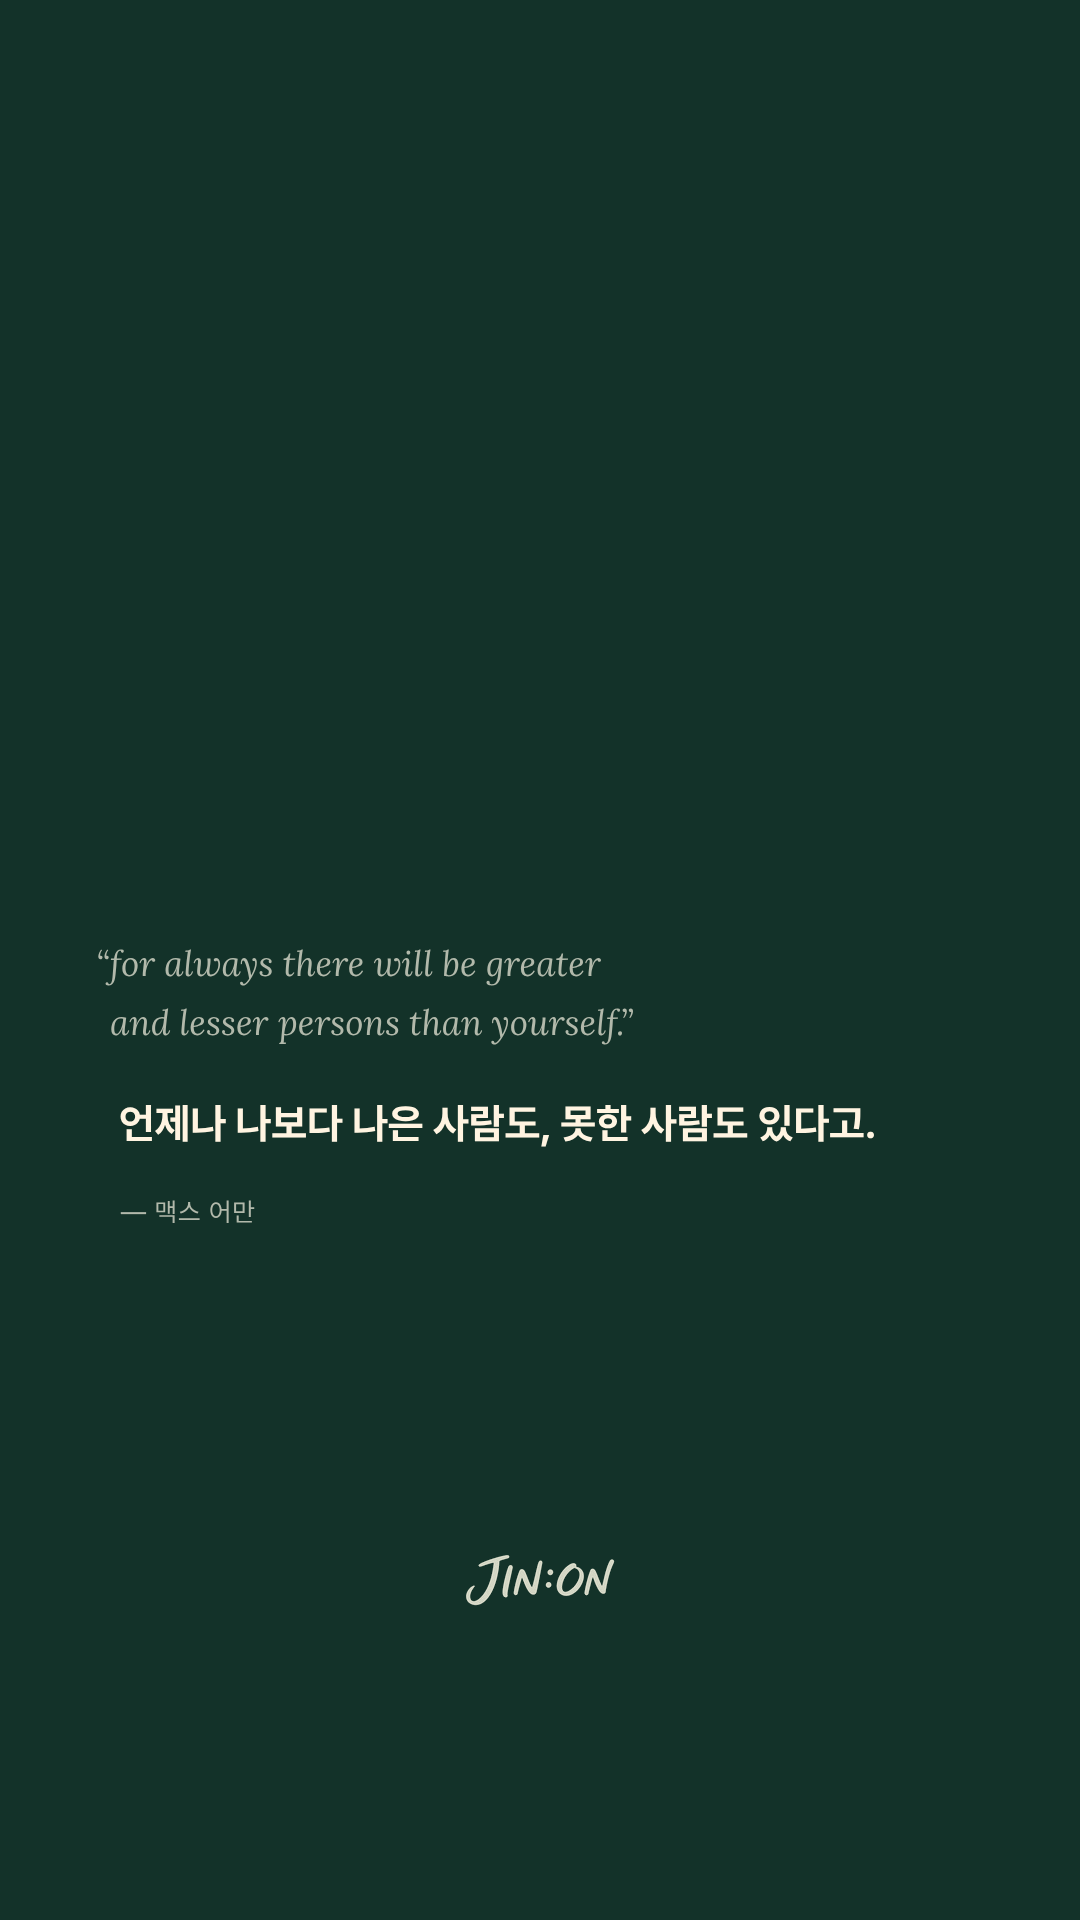 “for always there will be greater
and lesser persons than yourself.”
언제나 나보다 나은 사람도, 못한 사람도 있다고.
— 맥스 어만
JIN:ON